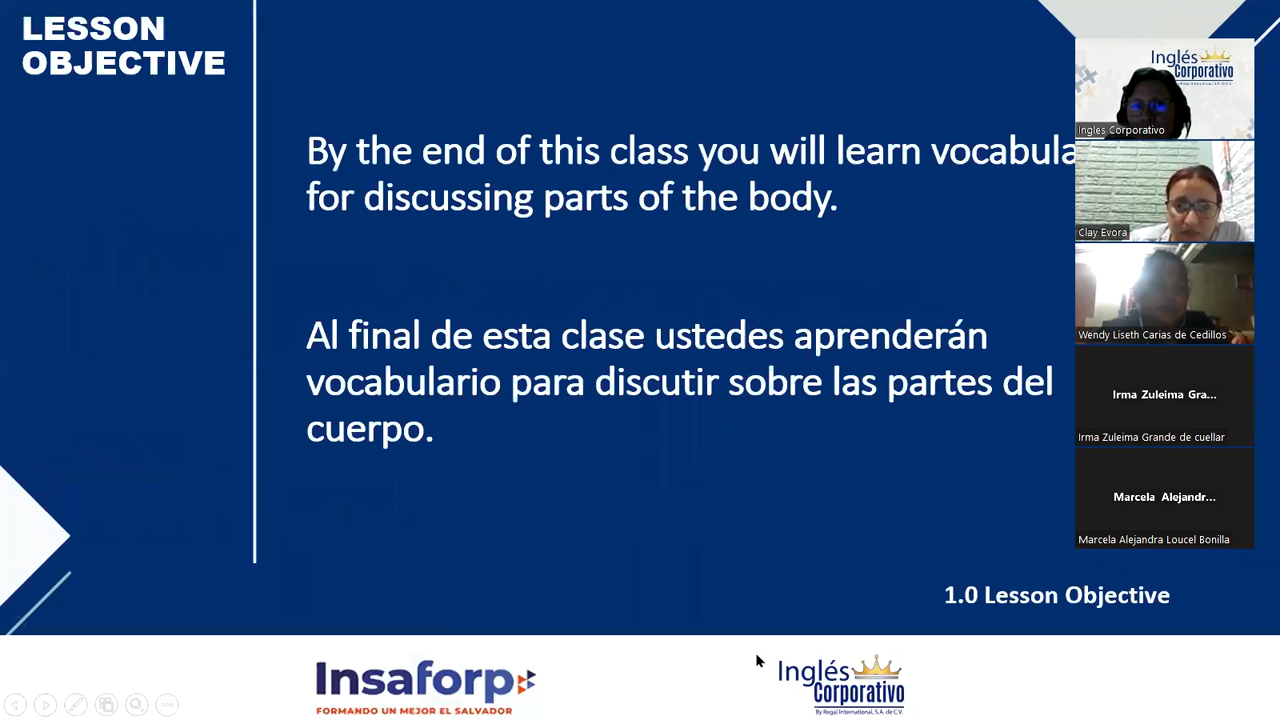 LESSON
OBJECTIVE
By the end of this class you will learn vocabula
for discussing parts of the body.
Al final de esta clase ustedes aprenderán
vocabulario para discutir sobre las partes del
cuerpo.
1.0 Lesson Objective
Inglés
Corporativo
Ingles Corporativo
Clay Evora
Wendy Liseth Carias de Cedillos
Irma Zuleima Gra...
Irma Zuleima Grande de cuellar
Marcela Alejandr...
Marcela Alejandra Loucel Bonilla
Insaforp
FORMANDO UN MEJOR EL SALVADOR
Inglés
Corporativo
By Regal International, S.A. de C.V.